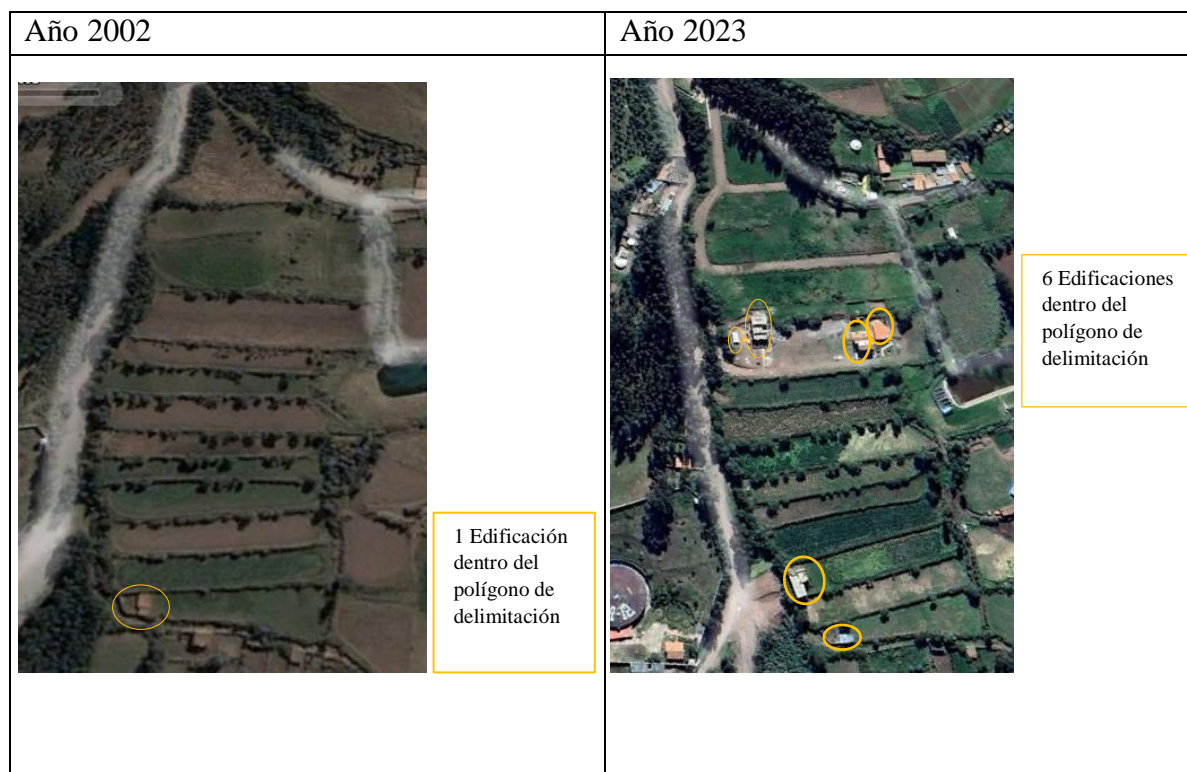 Año 2002
Año 2023
6 Edificaciones
dentro del
polígono de
delimitación
1 Edificación
dentro del
polígono de
delimitación